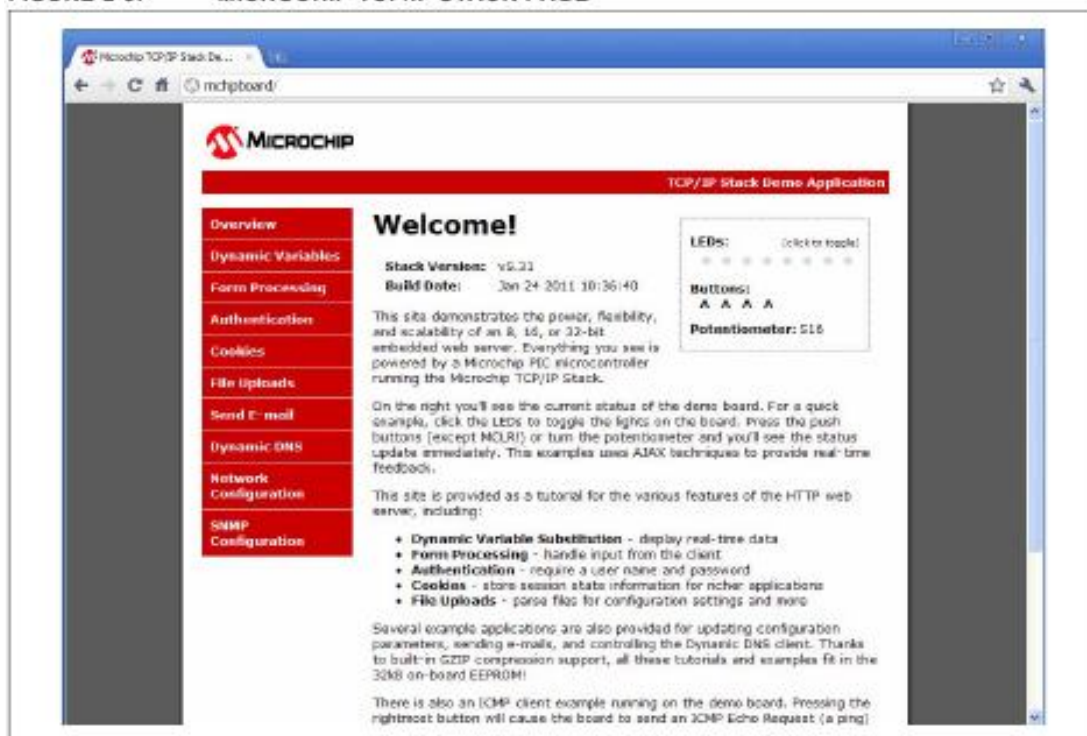 MICROCHIP TCP/IP STACK PAGE
Microchip TCP/IP Stack De...
mchpboard/
MICROCHIP
TCP/IP Stack Demo Application
Overview
Dynamic Variables
Form Processing
Authentication
Cookies
File Uploads
Send E-mail
Dynamic DNS
Network
Configuration
SNMP
Configuration
Welcome!
Stack Version: v5.31
Build Date: Jan 24 2011 10:36:40
LEDs: (click to toggle)
Buttons:
Λ Λ Λ Λ
Potentiometer: 516
This site demonstrates the power, flexibility,
and scalability of an 8, 16, or 32-bit
embedded web server. Everything you see is
powered by a Microchip PIC microcontroller
running the Microchip TCP/IP Stack.
On the right you'll see the current status of the demo board. For a quick
example, click the LEDs to toggle the lights on the board. Press the push
buttons (except MCLR!) or turn the potentiometer and you'll see the status
update immediately. This examples uses AJAX techniques to provide real-time
feedback.
This site is provided as a tutorial for the various features of the HTTP web
server, including:
• Dynamic Variable Substitution - display real-time data
• Form Processing - handle input from the client
• Authentication - require a user name and password
• Cookies - store session state information for richer applications
• File Uploads - parse files for configuration settings and more
Several example applications are also provided for updating configuration
parameters, sending e-mails, and controlling the Dynamic DNS client. Thanks
to built-in GZIP compression support, all these tutorials and examples fit in the
32kB on-board EEPROM!
There is also an ICMP client example running on the demo board. Pressing the
rightmost button will cause the board to send an ICMP Echo Request (a ping)